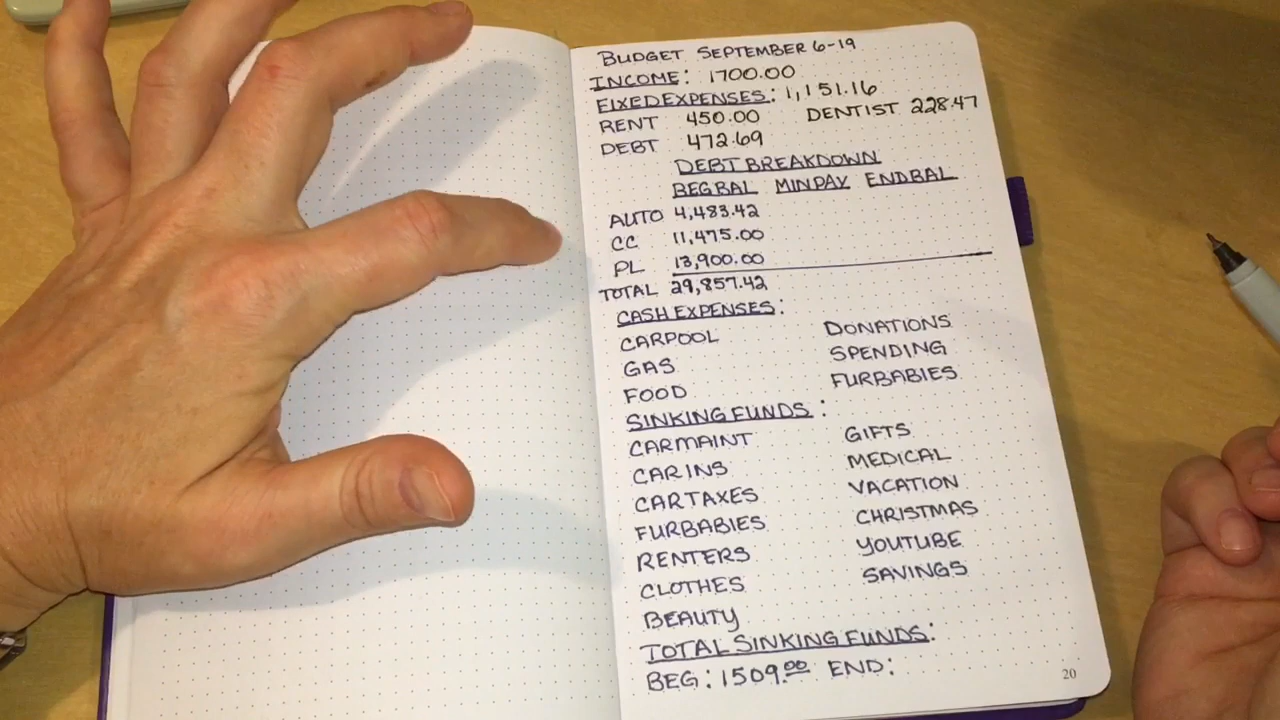 BUDGET SEPTEMBER 6-19
INCOME: 1700.00
FIXED EXPENSES: 1,151.16
RENT 450.00 DENTIST 228.47
DEBT 472.69
DEBT BREAKDOWN
BEG BAL MIN PAY END BAL
AUTO 4,483.42
CC 11,475.00
PL 13,900.00
TOTAL 29,857.42
CASH EXPENSES:
CARPOOL DONATIONS
GAS SPENDING
FOOD FURBABIES
SINKING FUNDS:
CAR MAINT GIFTS
CAR INS MEDICAL
CAR TAXES VACATION
FURBABIES CHRISTMAS
RENTERS YOUTUBE
CLOTHES SAVINGS
BEAUTY
TOTAL SINKING FUNDS:
BEG: 1509.00 END:
20